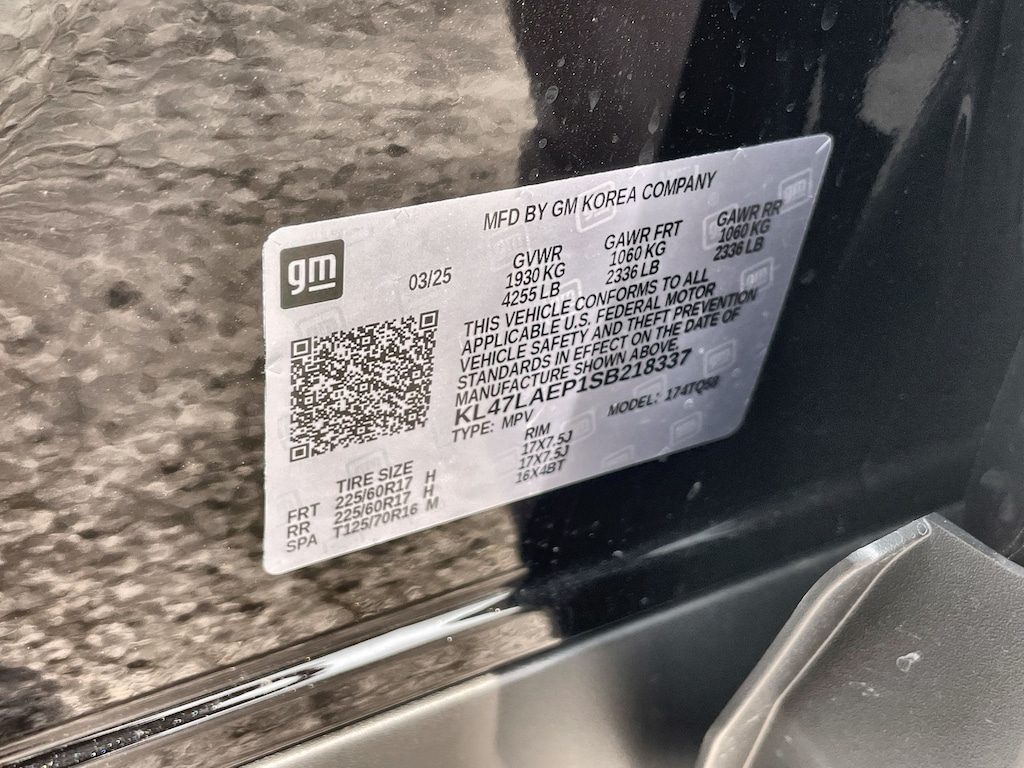 MFD BY GM KOREA COMPANY
gm
03/25
GVWR GAWR FRT GAWR RR
1930 KG 1060 KG 1060 KG
4255 LB 2336 LB 2336 LB
THIS VEHICLE CONFORMS TO ALL
APPLICABLE U.S. FEDERAL MOTOR
VEHICLE SAFETY AND THEFT PREVENTION
STANDARDS IN EFFECT ON THE DATE OF
MANUFACTURE SHOWN ABOVE.
KL47LAEP1SB218337
TYPE: MPV MODEL: 174TQ58
TIRE SIZE RIM
FRT 225/60R17 H 17X7.5J
RR 225/60R17 H 17X7.5J
SPA T125/70R16 M 16X4BT